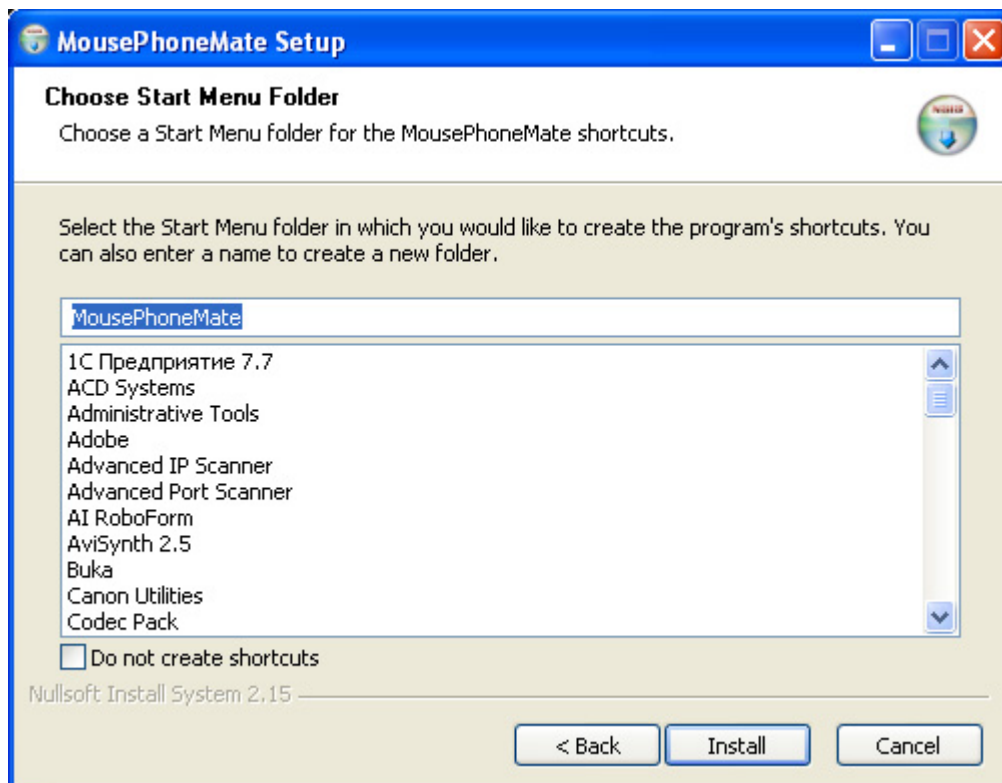 MousePhoneMate Setup
Choose Start Menu Folder
Choose a Start Menu folder for the MousePhoneMate shortcuts.
Select the Start Menu folder in which you would like to create the program's shortcuts. You
can also enter a name to create a new folder.
MousePhoneMate
1С Предприятие 7.7
ACD Systems
Administrative Tools
Adobe
Advanced IP Scanner
Advanced Port Scanner
AI RoboForm
AviSynth 2.5
Buka
Canon Utilities
Codec Pack
Do not create shortcuts
Nullsoft Install System 2.15
< Back
Install
Cancel